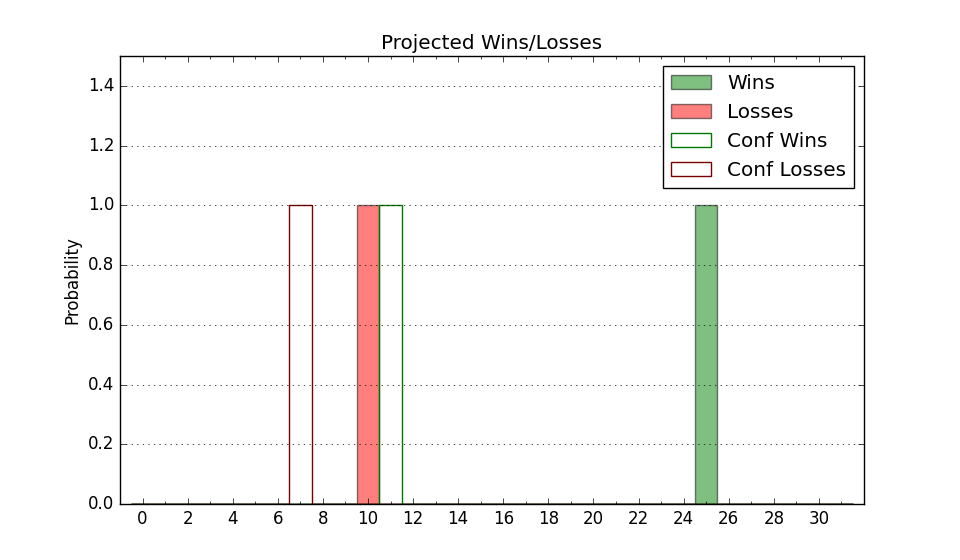 Projected Wins/Losses
Wins
Losses
Conf Wins
Conf Losses
Probability
1.4
1.2
1.0
0.8
0.6
0.4
0.2
0.0
0 2 4 6 8 10 12 14 16 18 20 22 24 26 28 30